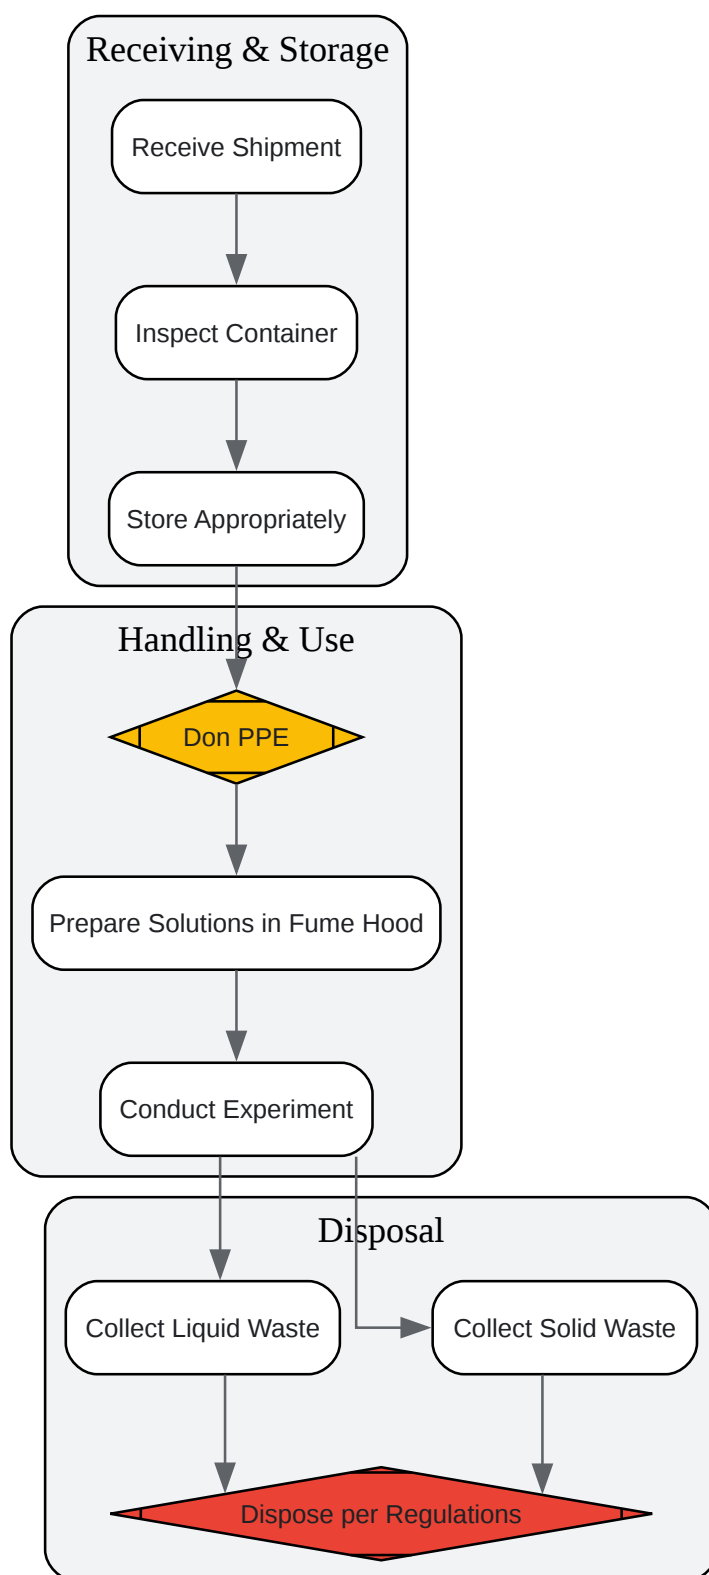 Receiving & Storage
Receive Shipment
Inspect Container
Store Appropriately
Handling & Use
Don PPE
Prepare Solutions in Fume Hood
Conduct Experiment
Disposal
Collect Liquid Waste
Collect Solid Waste
Dispose per Regulations